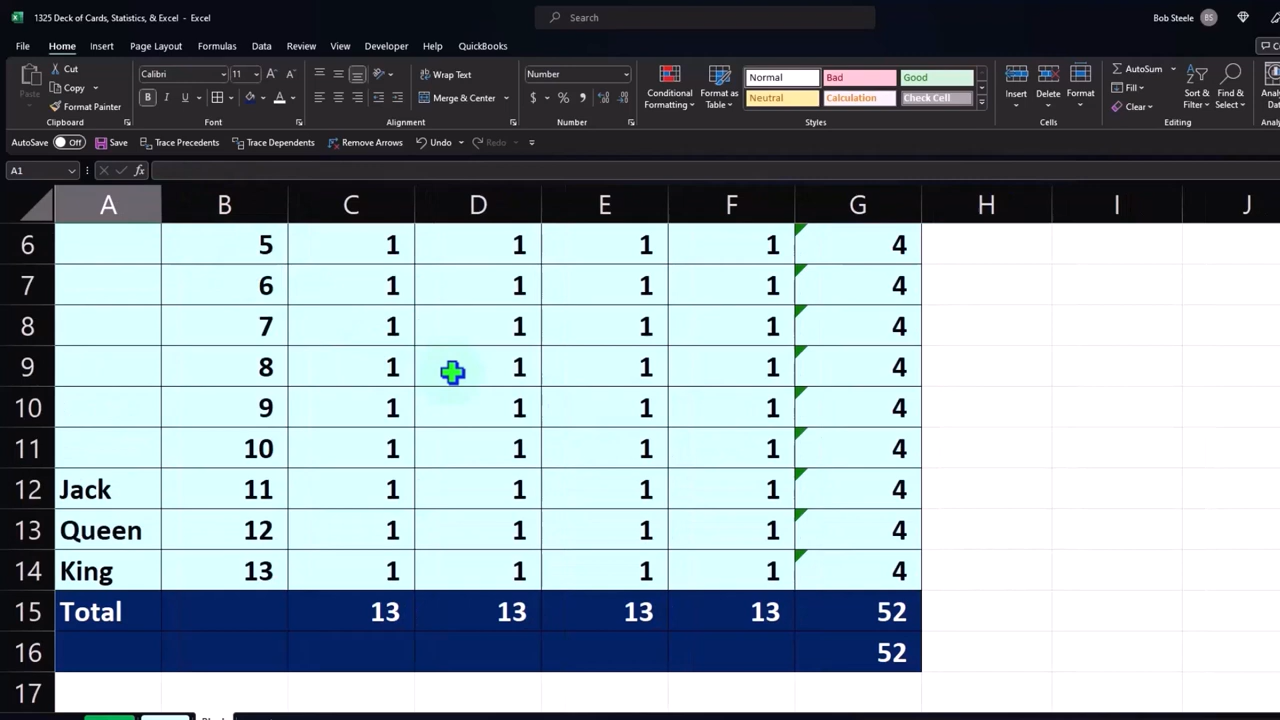 1325 Deck of Cards, Statistics, & Excel - Excel
Search
Bob Steele BS
File Home Insert Page Layout Formulas Data Review View Developer Help QuickBooks
Paste Cut Copy Format Painter Clipboard
Calibri 11 B I U A Font
Wrap Text Merge & Center Alignment
Number $ % Number
Conditional Formatting Format as Table
Normal Bad Good
Neutral Calculation Check Cell
Styles
Insert Delete Format Cells
AutoSum Fill Clear Sort & Filter Find & Select Editing
AutoSave Off Save Trace Precedents Trace Dependents Remove Arrows Undo Redo
A1 fx
A B C D E F G H I J
6 5 1 1 1 1 4
7 6 1 1 1 1 4
8 7 1 1 1 1 4
9 8 1 1 1 1 4
10 9 1 1 1 1 4
11 10 1 1 1 1 4
12 Jack 11 1 1 1 1 4
13 Queen 12 1 1 1 1 4
14 King 13 1 1 1 1 4
15 Total 13 13 13 13 52
16 52
17